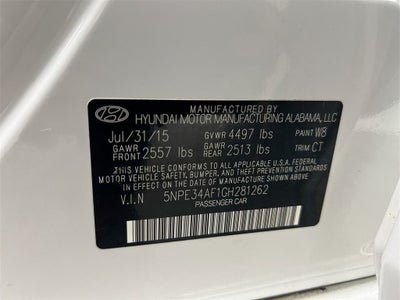 MANUFACTURED BY
HYUNDAI MOTOR MANUFACTURING ALABAMA, LLC
Jul/31/15 GVWR 4497 lbs PAINT W8
GAWR FRONT 2557 lbs GAWR REAR 2513 lbs TRIM: CT
THIS VEHICLE CONFORMS TO ALL APPLICABLE U.S.A. FEDERAL
MOTOR VEHICLE SAFETY, BUMPER, AND THEFT PREVENTION STANDARDS
IN EFFECT ON THE DATE OF MANUFACTURE SHOWN ABOVE.
V.I.N 5NPE34AF1GH281262
PASSENGER CAR